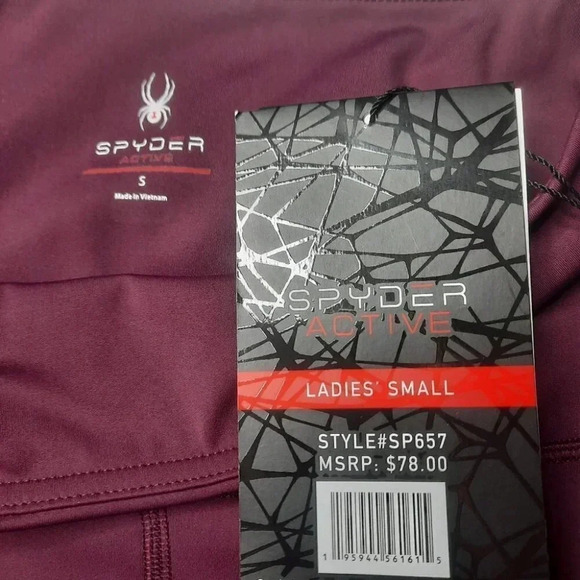 SPYDER
ACTIVE
S
Made in Vietnam
SPYDER
ACTIVE
LADIES' SMALL
STYLE#SP657
MSRP: $78.00
1 95944 56161 5